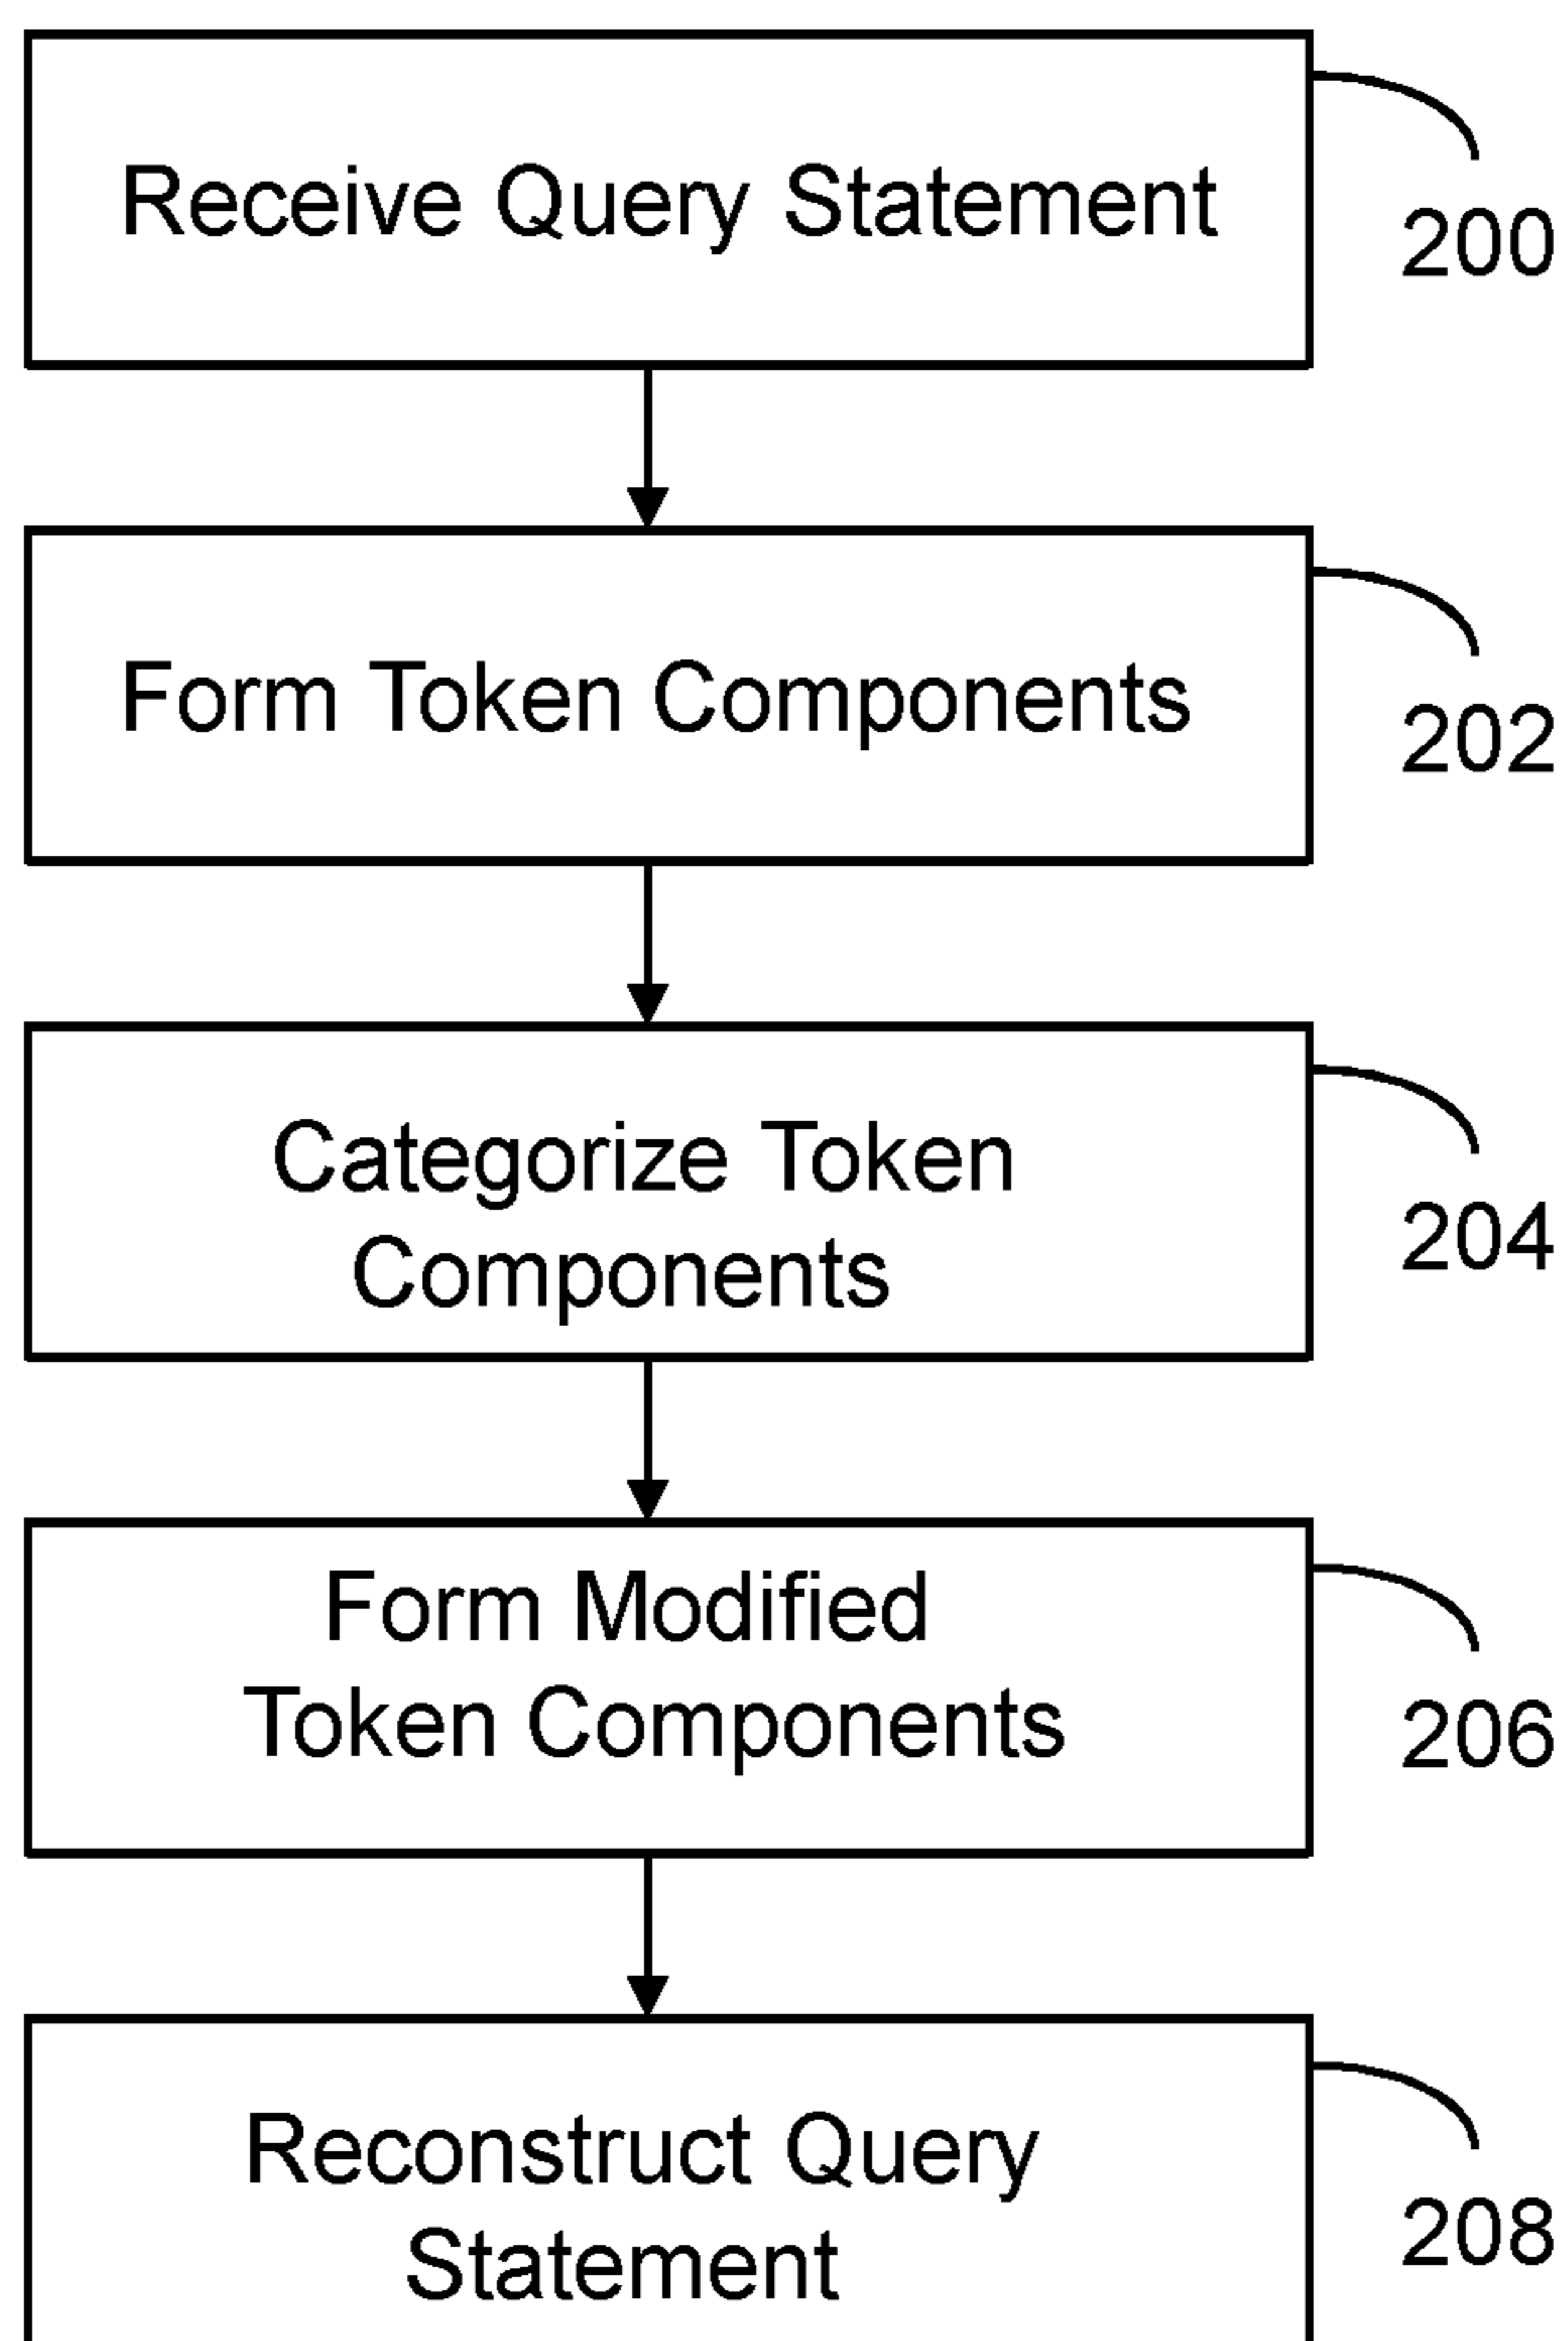 Receive Query Statement
200
Form Token Components
202
Categorize Token
Components
204
Form Modified
Token Components
206
Reconstruct Query
Statement
208